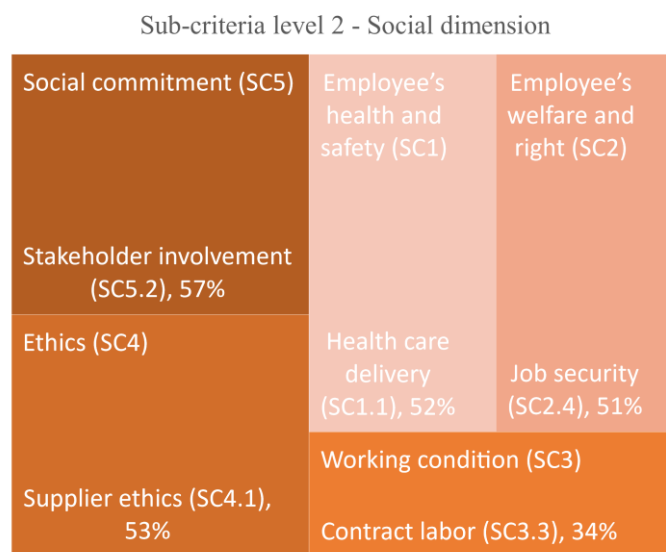 Sub-criteria level 2 - Social dimension
Social commitment (SC5)
Stakeholder involvement
(SC5.2), 57%
Ethics (SC4)
Supplier ethics (SC4.1),
53%
Employee’s
health and
safety (SC1)
Health care
delivery
(SC1.1), 52%
Employee’s
welfare and
right (SC2)
Job security
(SC2.4), 51%
Working condition (SC3)
Contract labor (SC3.3), 34%